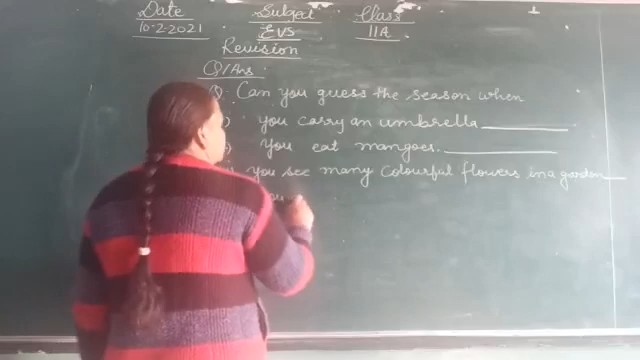 Date Subject Class
10-2-2021 EVS IIA
Revision
Q/Ans
Q Can you guess the season when
) you carry an umbrella
) you eat mangoes.
you see many colourful flowers in a garden